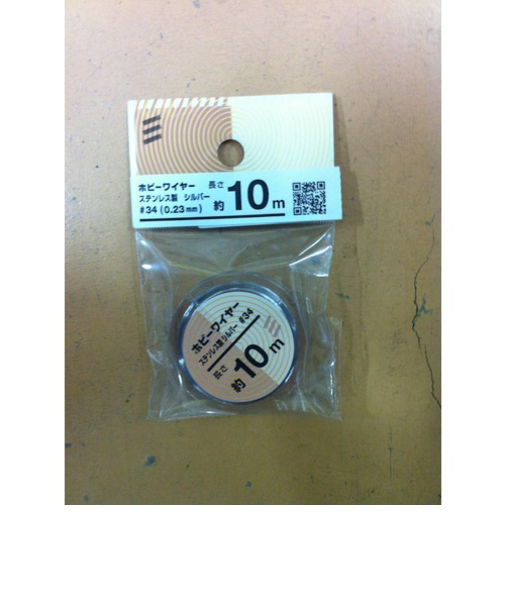 ホビーワイヤー
ステンレス製 シルバー
#34(0.23mm)
長さ
約10m
ホビーワイヤー
ステンレス製 シルバー #34
長さ
約10m